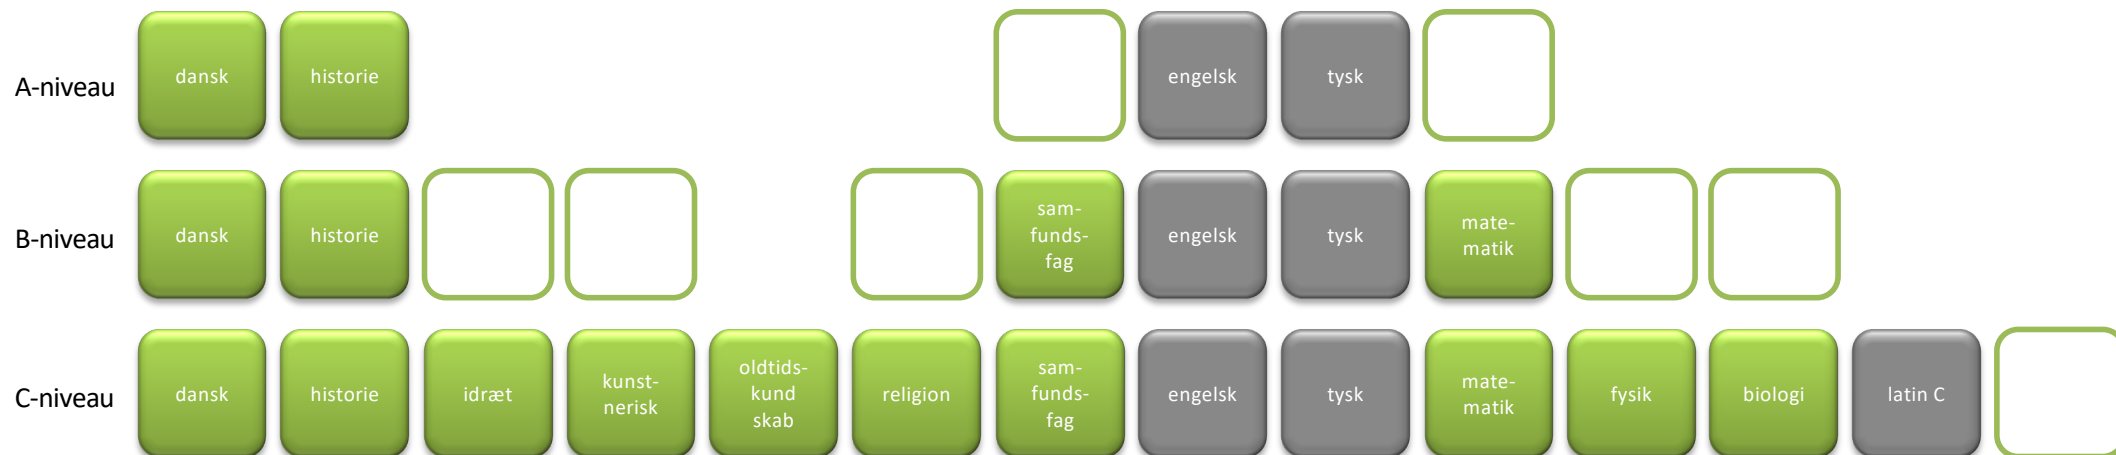 A-niveau
dansk
historie
engelsk
tysk
B-niveau
dansk
historie
sam-
funds-
fag
engelsk
tysk
mate-
matik
C-niveau
dansk
historie
idræt
kunst-
nerisk
oldtids-
kund
skab
religion
sam-
funds-
fag
engelsk
tysk
mate-
matik
fysik
biologi
latin C